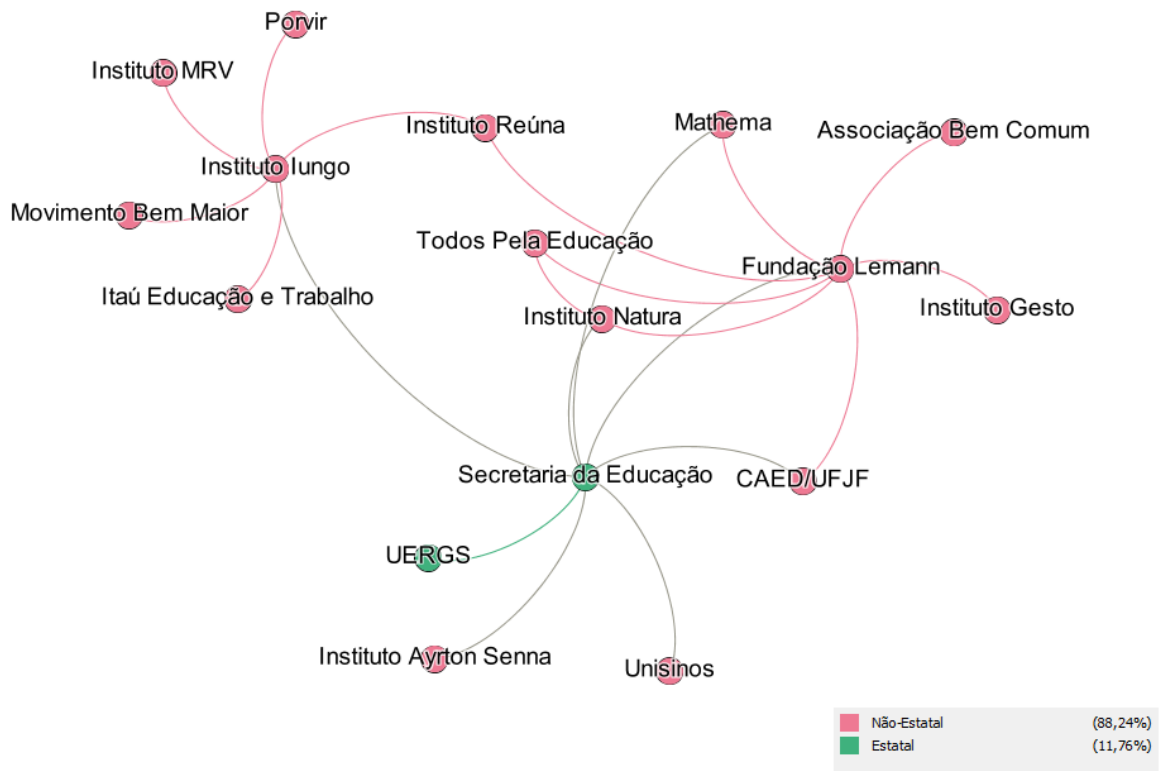 Porvir
Instituto MRV
Instituto Reúna
Mathema
Associação Bem Comum
Instituto Iungo
Movimento Bem Maior
Todos Pela Educação
Fundação Lemann
Itaú Educação e Trabalho
Instituto Natura
Instituto Gesto
Secretaria da Educação
CAED/UFJF
UERGS
Instituto Ayrton Senna
Unisinos
Não-Estatal (88,24%)
Estatal (11,76%)